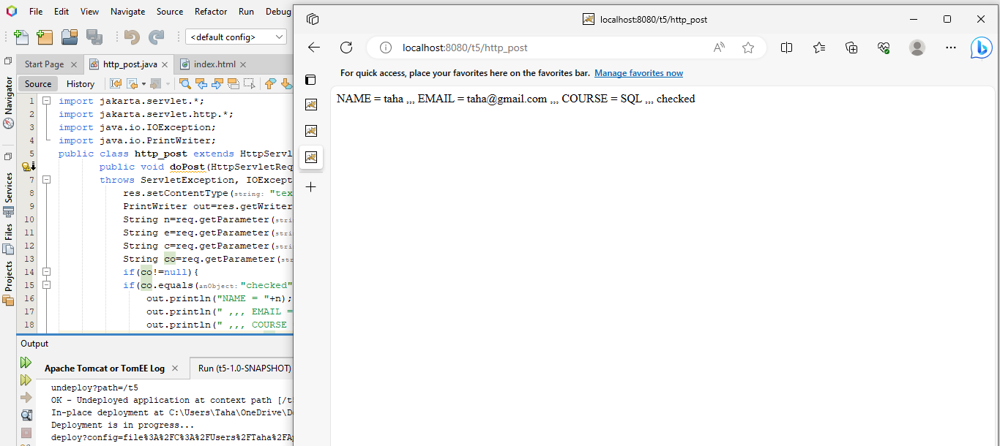 File Edit View Navigate Source Refactor Run Debug
<default config>
Start Page
http_post.java
index.html
Source History
Navigator
Services
Files
Projects
1 import jakarta.servlet.*;
2 import jakarta.servlet.http.*;
3 import java.io.IOException;
4 import java.io.PrintWriter;
5 public class http_post extends HttpServl
public void doPost(HttpServletReq
7 throws ServletException, IOExcept
8 res.setContentType(string: "tex
9 PrintWriter out=res.getWriter
10 String n=req.getParameter(stri
11 String e=req.getParameter(stri
12 String c=req.getParameter(stri
13 String co=req.getParameter(str
14 if(co!=null){
15 if(co.equals(anObject: "checked"
16 out.println("NAME = "+n);
17 out.println(" ,,, EMAIL =
18 out.println(" ,,, COURSE
Output
Apache Tomcat or TomEE Log
Run (t5-1.0-SNAPSHOT)
undeploy?path=/t5
OK - Undeployed application at context path [/t
In-place deployment at C:\Users\Taha\OneDrive\D
Deployment is in progress...
deploy?config=file%3A%2FC%3A%2FUsers%2FTaha%2FA
localhost:8080/t5/http_post
localhost:8080/t5/http_post
For quick access, place your favorites here on the favorites bar. Manage favorites now
NAME = taha ,,, EMAIL = taha@gmail.com ,,, COURSE = SQL ,,, checked